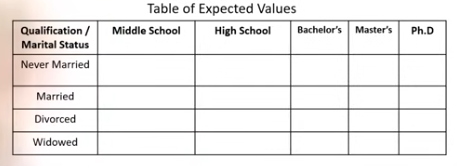 Table of Expected Values
Qualification / Marital Status Middle School High School Bachelor's Master's Ph.D
Never Married
Married
Divorced
Widowed